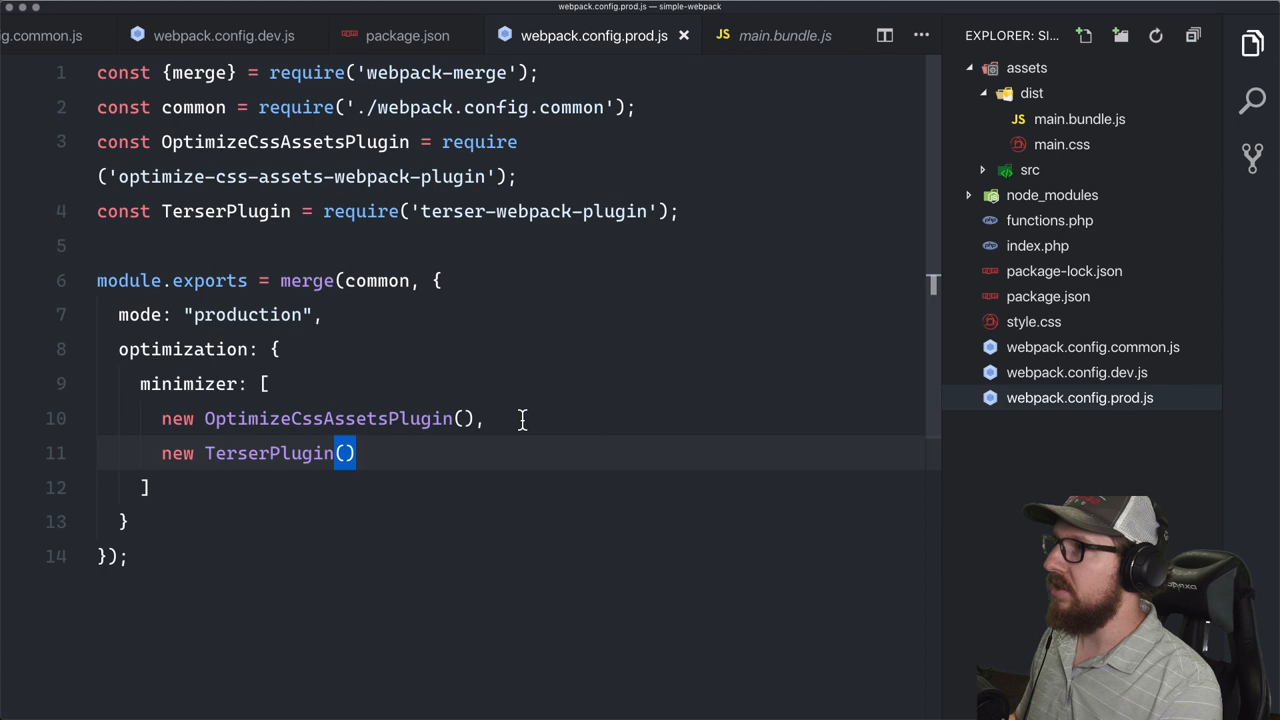 webpack.config.prod.js — simple-webpack
g.common.js
webpack.config.dev.js
package.json
webpack.config.prod.js
JS main.bundle.js
EXPLORER: SI...
1 const {merge} = require('webpack-merge');
2 const common = require('./webpack.config.common');
3 const OptimizeCssAssetsPlugin = require
('optimize-css-assets-webpack-plugin');
4 const TerserPlugin = require('terser-webpack-plugin');
5
6 module.exports = merge(common, {
7 mode: "production",
8 optimization: {
9 minimizer: [
10 new OptimizeCssAssetsPlugin(),
11 new TerserPlugin()
12 ]
13 }
14 });
assets
dist
JS main.bundle.js
main.css
src
node_modules
functions.php
index.php
package-lock.json
package.json
style.css
webpack.config.common.js
webpack.config.dev.js
webpack.config.prod.js